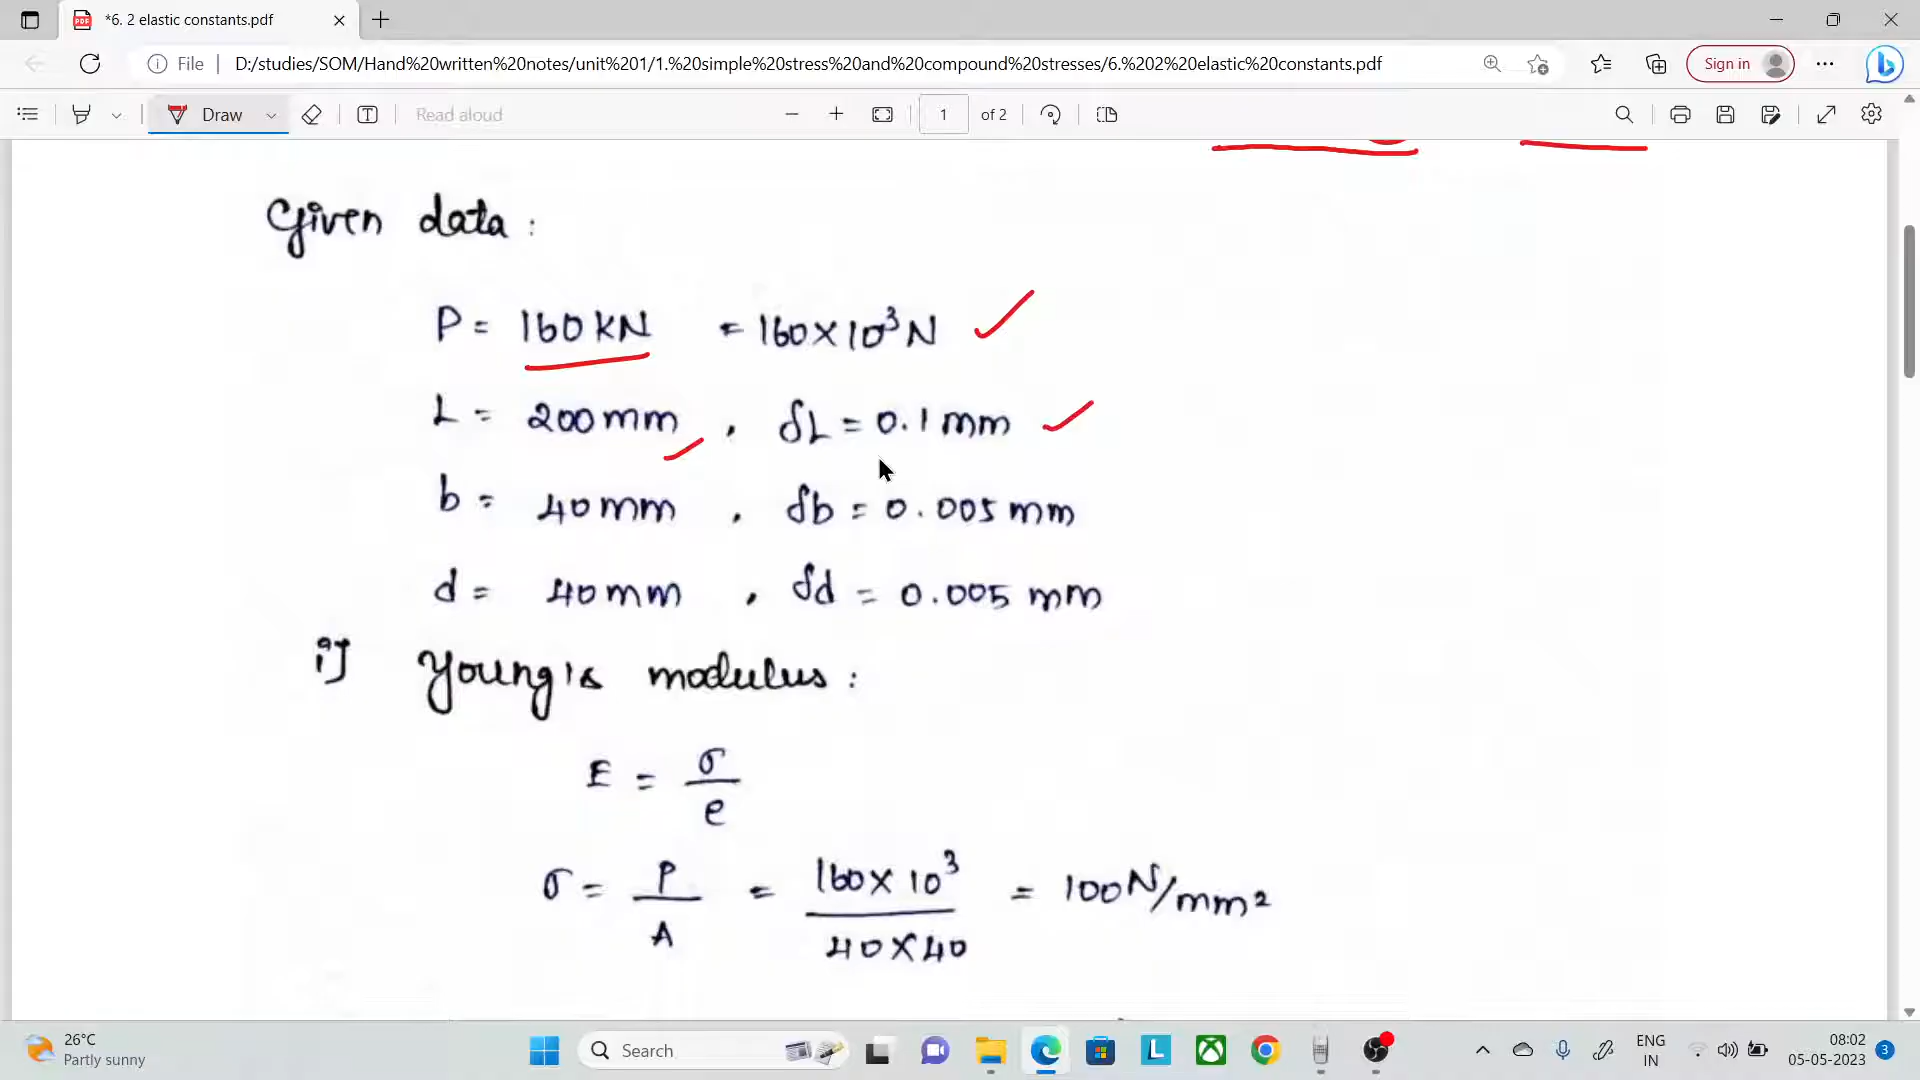 *6. 2 elastic constants.pdf
File | D:/studies/SOM/Hand%20written%20notes/unit%201/1.%20simple%20stress%20and%20compound%20stresses/6.%202%20elastic%20constants.pdf
Sign in
Draw
Read aloud
1 of 2
Given data :
P = 160 kN = 160 × 10³ N
L = 200 mm , δL = 0.1 mm
b = 40 mm , δb = 0.005 mm
d = 40 mm , δd = 0.005 mm
i) Young's modulus :
E = σ / e
σ = P / A = 160 × 10³ / 40 × 40 = 100 N/mm²
26°C
Partly sunny
Search
ENG
IN
08:02
05-05-2023
3